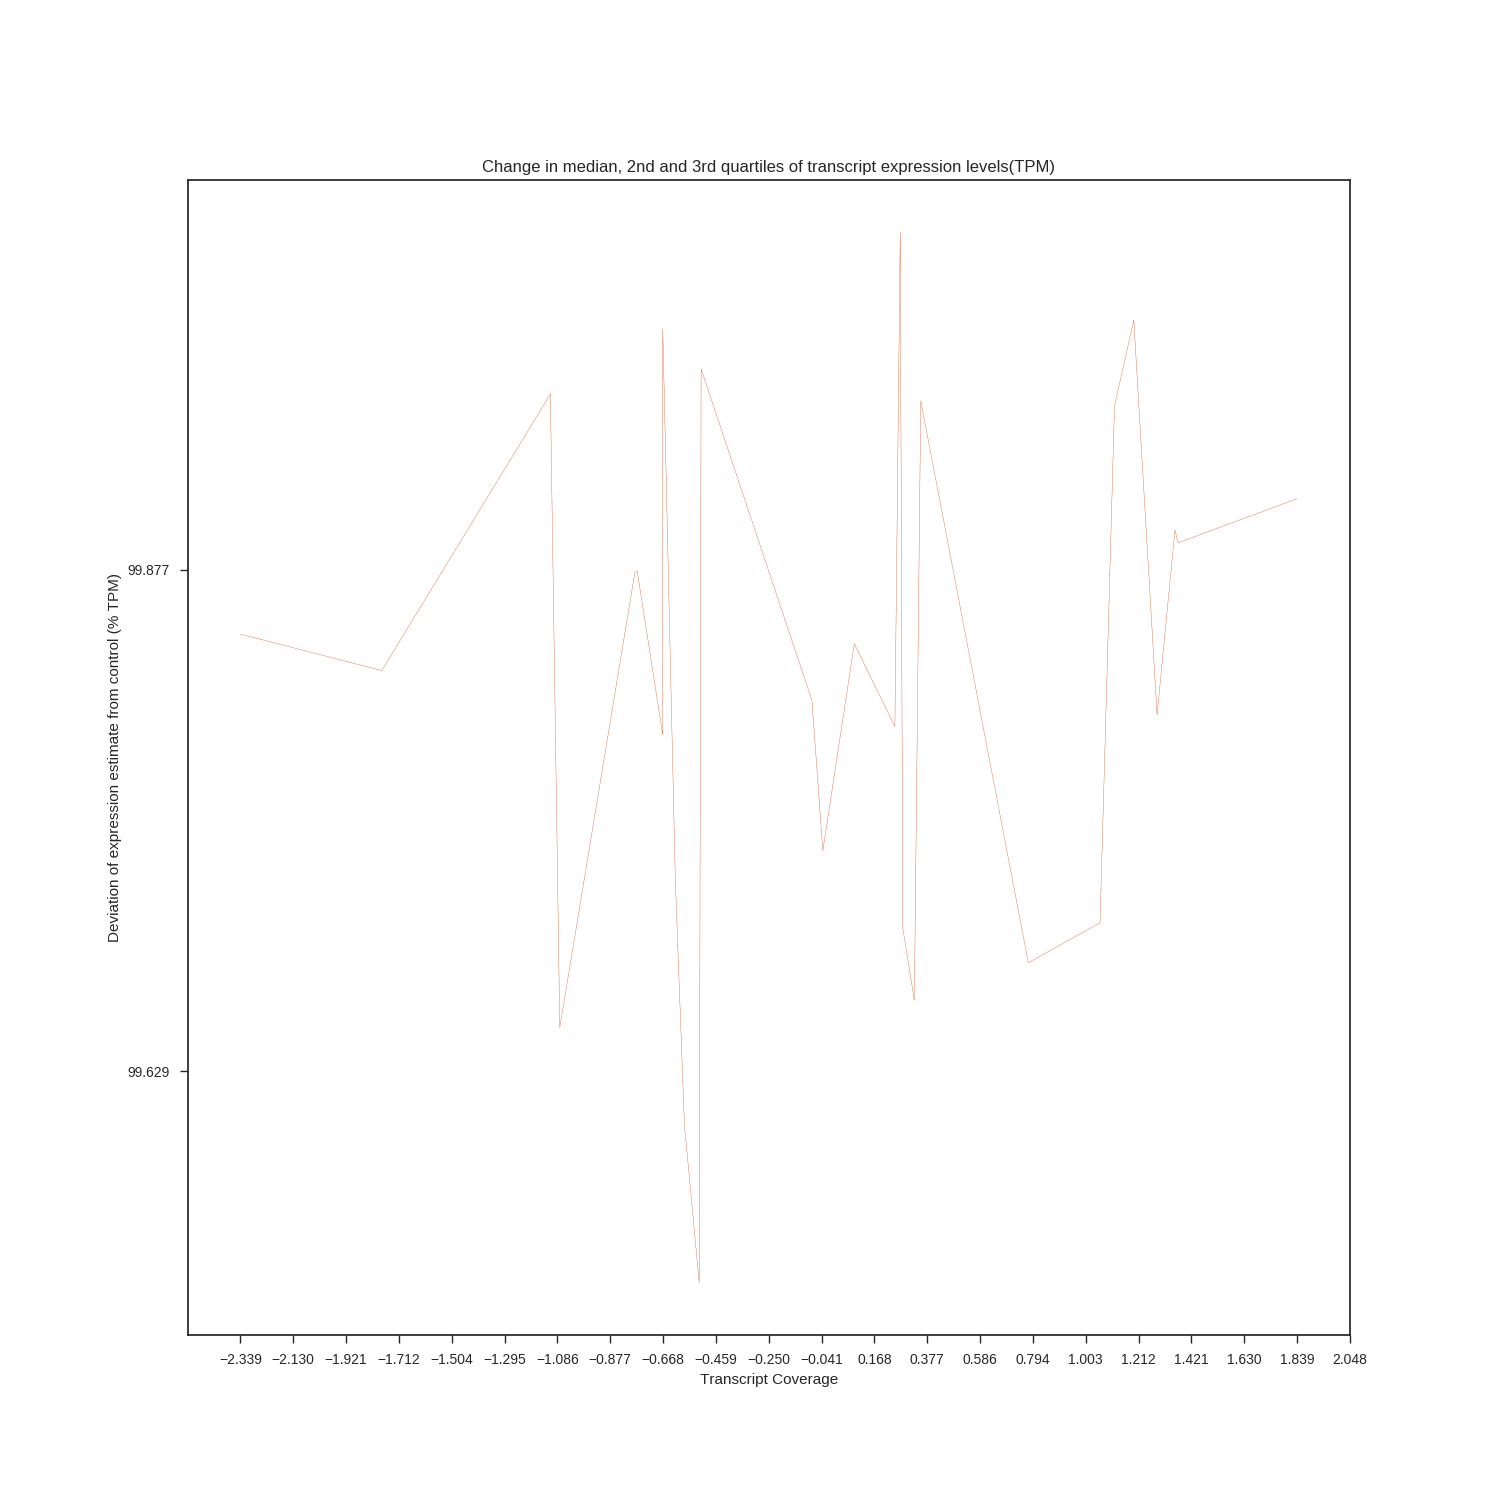 Change in median, 2nd and 3rd quartiles of transcript expression levels(TPM)
Deviation of expression estimate from control (% TPM)
99.877
99.629
−2.339 −2.130 −1.921 −1.712 −1.504 −1.295 −1.086 −0.877 −0.668 −0.459 −0.250 −0.041 0.168 0.377 0.586 0.794 1.003 1.212 1.421 1.630 1.839 2.048
Transcript Coverage